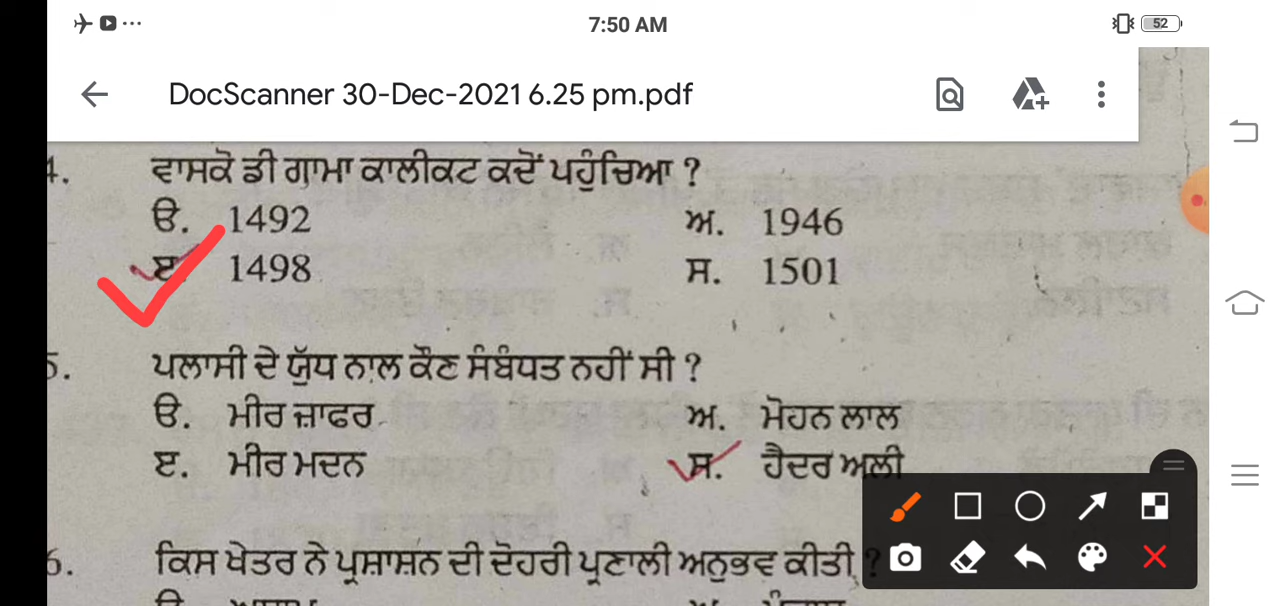 7:50 AM
52
DocScanner 30-Dec-2021 6.25 pm.pdf
4. ਵਾਸਕੋ ਡੀ ਗਾਮਾ ਕਾਲੀਕਟ ਕਦੋਂ ਪਹੁੰਚਿਆ ?
ੳ. 1492 ਅ. 1946
ੲ 1498 ਸ. 1501
5. ਪਲਾਸੀ ਦੇ ਯੁੱਧ ਨਾਲ ਕੌਣ ਸੰਬੰਧਤ ਨਹੀਂ ਸੀ ?
ੳ. ਮੀਰ ਜ਼ਾਫਰ ਅ. ਮੋਹਨ ਲਾਲ
ੲ. ਮੀਰ ਮਦਨ ਸ. ਹੈਦਰ ਅਲੀ
6. ਕਿਸ ਖੇਤਰ ਨੇ ਪ੍ਰਸ਼ਾਸ਼ਨ ਦੀ ਦੋਹਰੀ ਪ੍ਰਣਾਲੀ ਅਨੁਭਵ ਕੀਤੀ ?